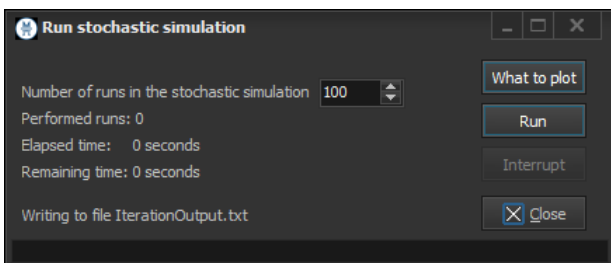 Run stochastic simulation
What to plot
Number of runs in the stochastic simulation 100
Performed runs: 0
Run
Elapsed time: 0 seconds
Interrupt
Remaining time: 0 seconds
Writing to file IterationOutput.txt
Close